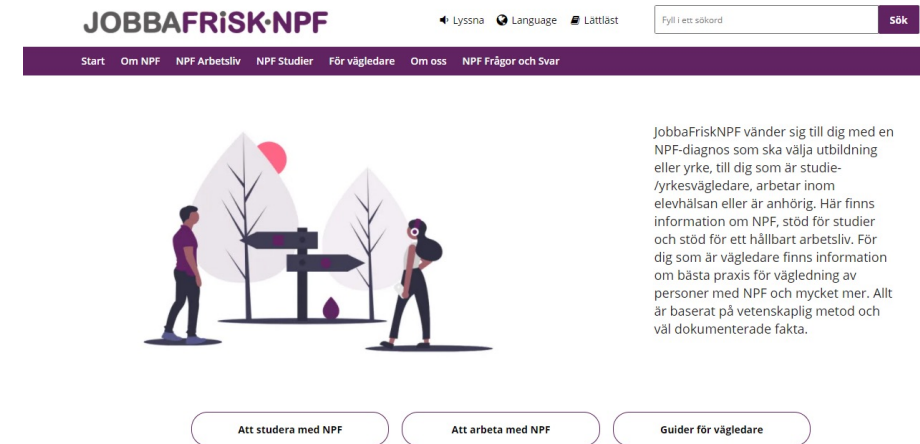 JOBBAFRiSK·NPF
Lyssna Language Lättläst
Fyll i ett sökord
Sök
Start Om NPF NPF Arbetsliv NPF Studier För vägledare Om oss NPF Frågor och Svar
JobbaFriskNPF vänder sig till dig med en
NPF-diagnos som ska välja utbildning
eller yrke, till dig som är studie-
/yrkesvägledare, arbetar inom
elevhälsan eller är anhörig. Här finns
information om NPF, stöd för studier
och stöd för ett hållbart arbetsliv. För
dig som är vägledare finns information
om bästa praxis för vägledning av
personer med NPF och mycket mer. Allt
är baserat på vetenskaplig metod och
väl dokumenterade fakta.
Att studera med NPF
Att arbeta med NPF
Guider för vägledare